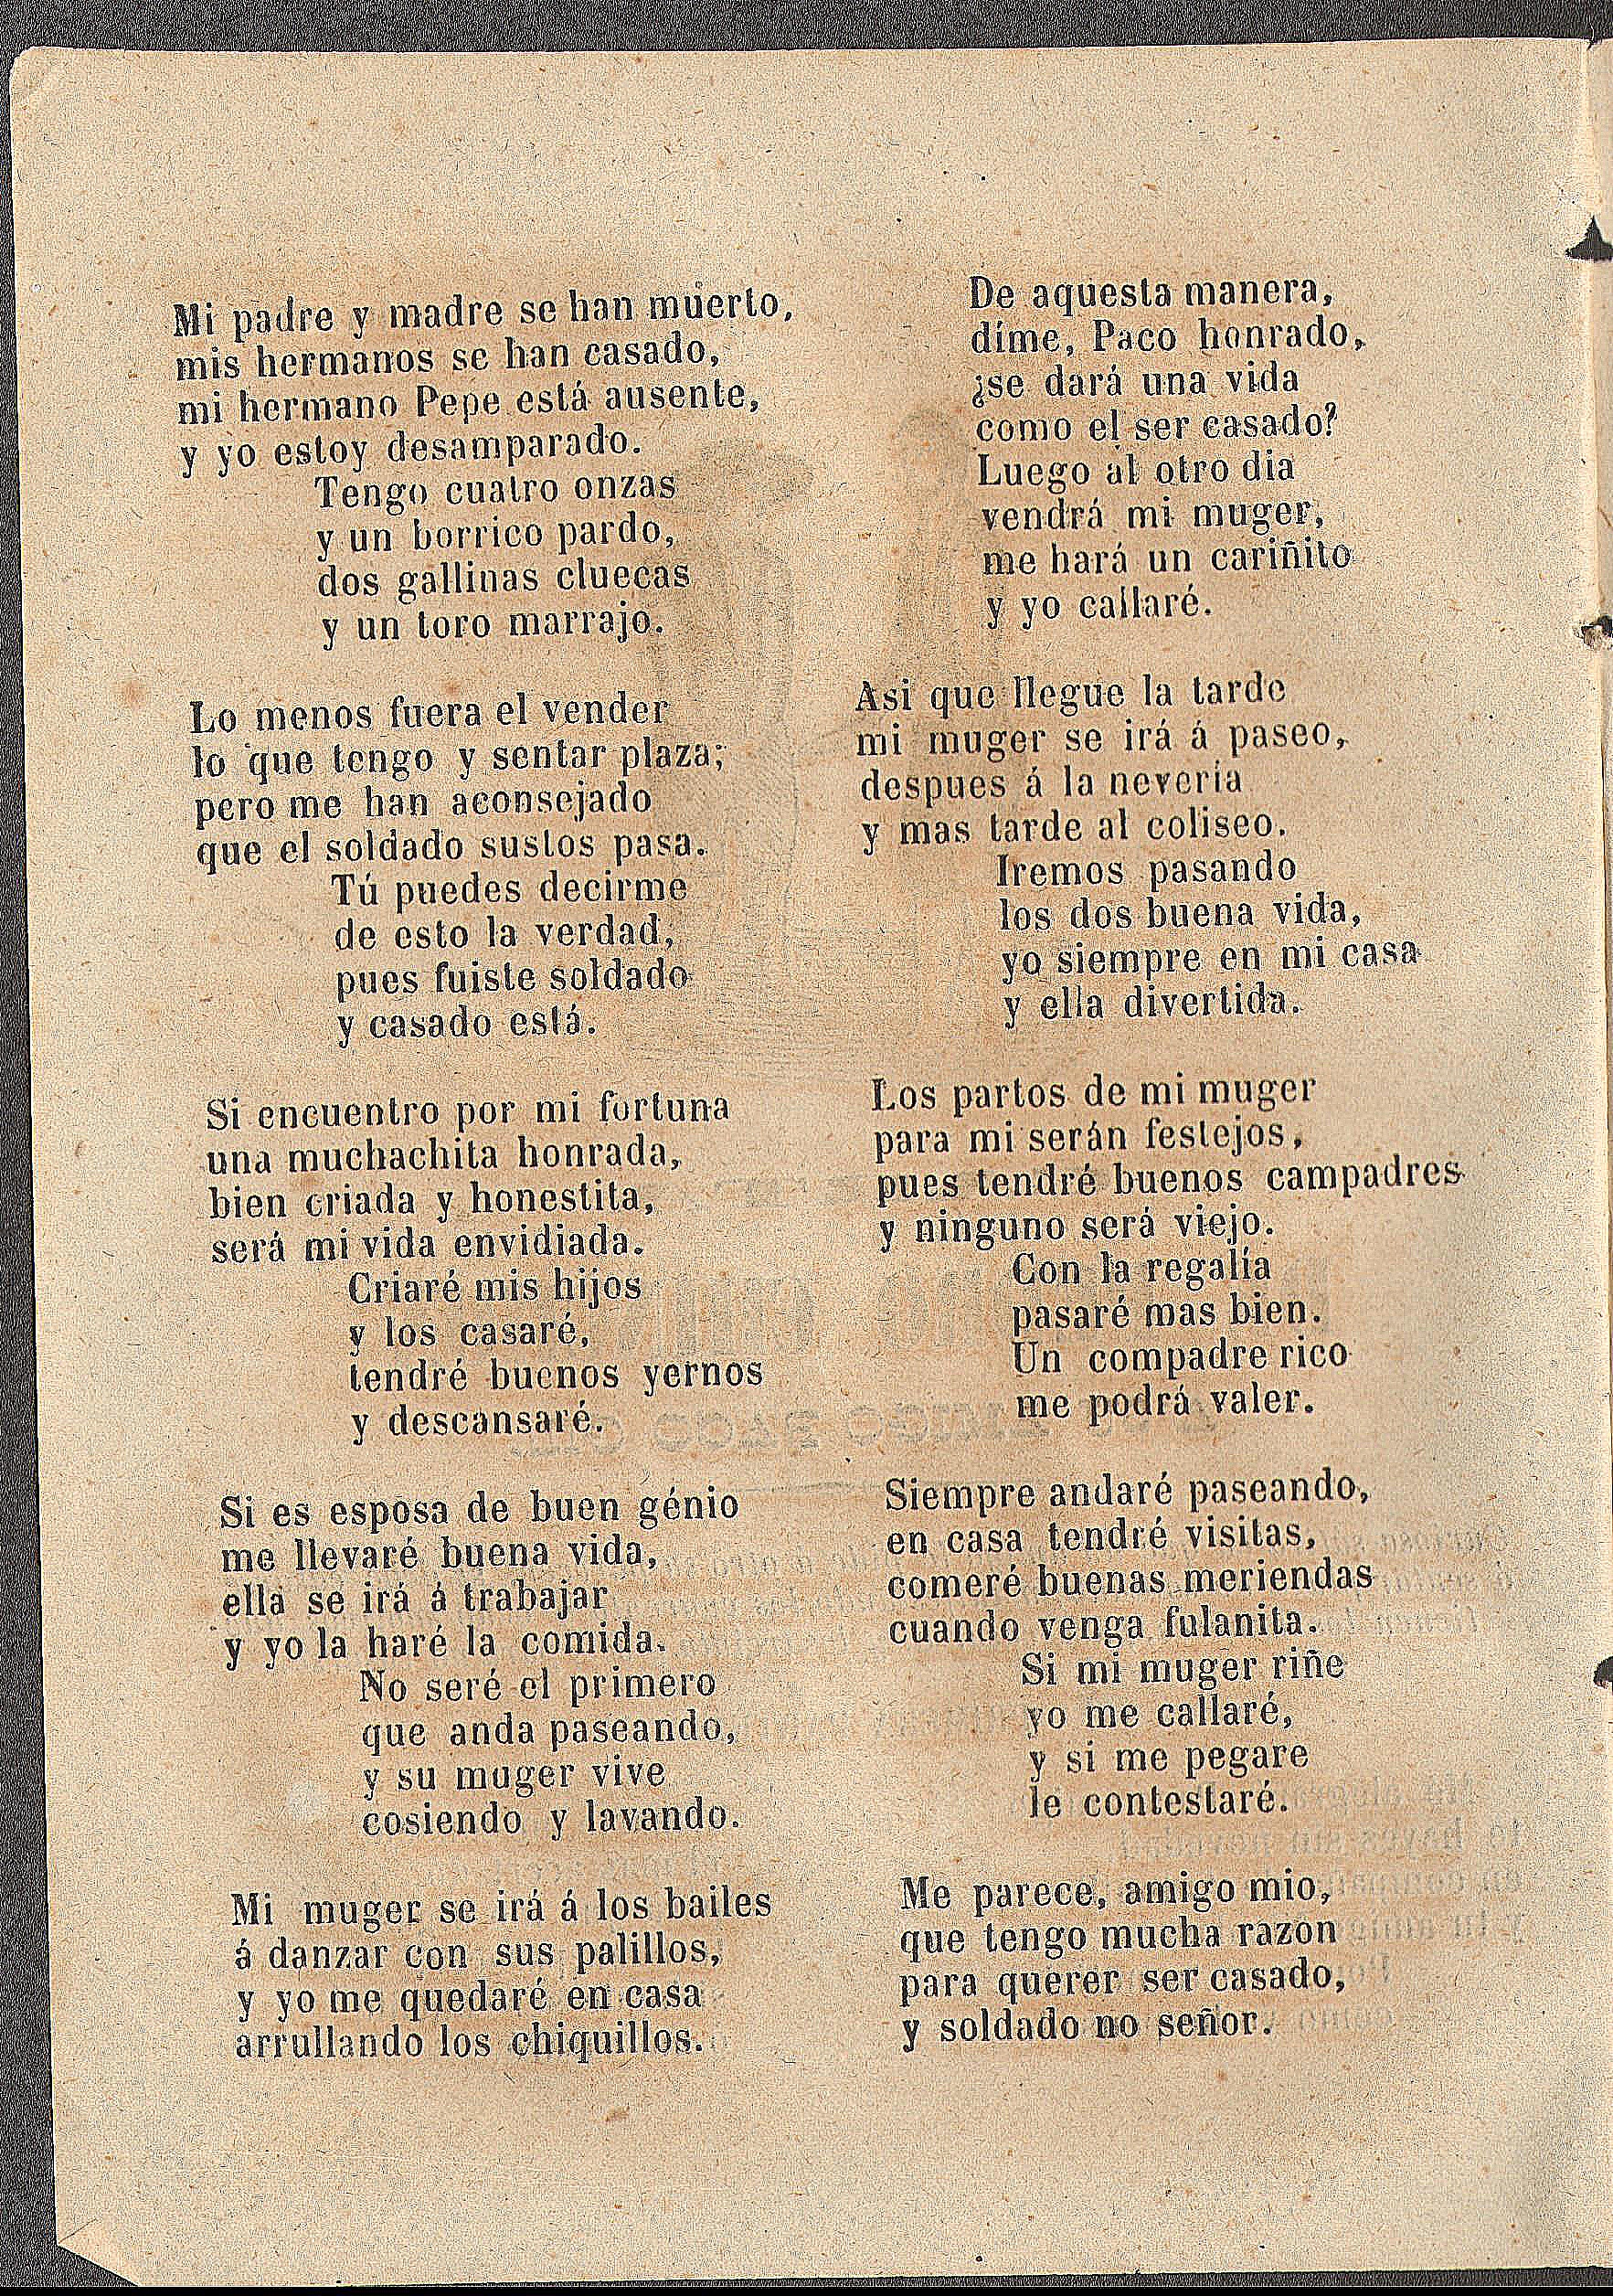 Mi padre y madre se han muerto,
mis hermanos se han casado,
mi hermano Pepe está ausente,
y yo estoy desamparado.
Tengo cuatro onzas
y un borrico pardo,
dos gallinas cluecas
y un toro marrajo.
Lo menos fuera el vender
lo que tengo y sentar plaza;
pero me han aconsejado
que el soldado sustos pasa.
Tú puedes decirme
de esto la verdad,
pues fuiste soldado
y casado está.
Si encuentro por mi fortuna
una muchachita honrada,
bien criada y honestita,
será mi vida envidiada.
Criaré mis hijos
y los casaré,
tendré buenos yernos
y descansaré.
Si es esposa de buen génio
me llevaré buena vida,
ella se irá á trabajar
y yo la haré la comida.
No seré el primero
que anda paseando,
y su muger vive
cosiendo y lavando.
Mi muger se irá á los bailes
á danzar con sus palillos,
y yo me quedaré en casa
arrullando los chiquillos.
De aquesta manera,
díme, Paco honrado,
¿se dará una vida
como el ser casado?
Luego al otro dia
vendrá mi muger,
me hará un cariñito
y yo callaré.
Asi que llegue la tarde
mi muger se irá á paseo,
despues á la nevería
y mas tarde al coliseo.
Iremos pasando
los dos buena vida,
yo siempre en mi casa
y ella divertida.
Los partos de mi muger
para mi serán festejos,
pues tendré buenos campadres
y ninguno será viejo.
Con la regalía
pasaré mas bien.
Un compadre rico
me podrá valer.
Siempre andaré paseando,
en casa tendré visitas,
comeré buenas meriendas
cuando venga fulanita.
Si mi muger riñe
yo me callaré,
y si me pegare
le contestaré.
Me parece, amigo mio,
que tengo mucha razon
para querer ser casado,
y soldado no señor.